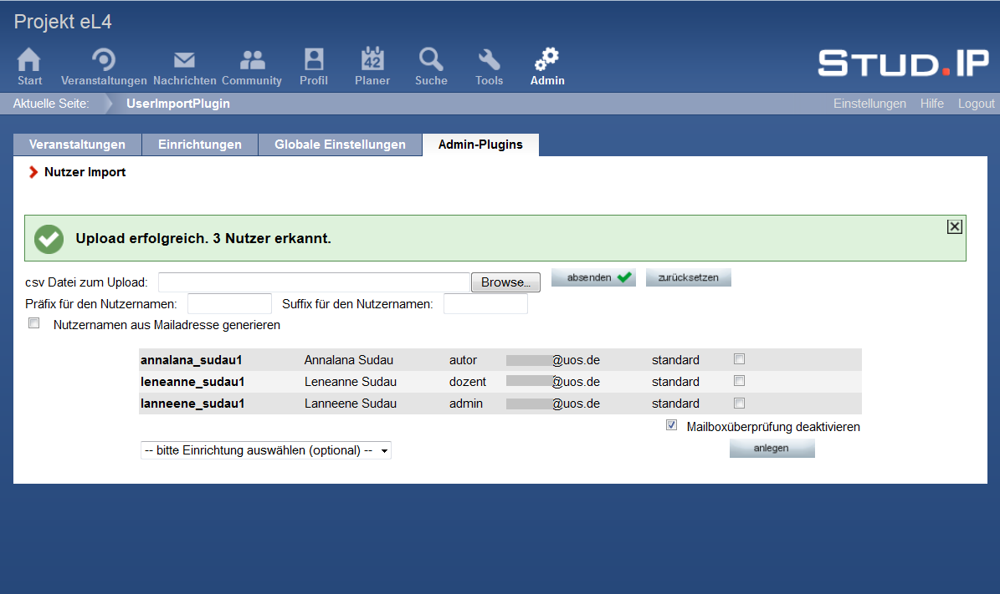 Projekt eL4
Start Veranstaltungen Nachrichten Community Profil Planer Suche Tools Admin
42
STUD.IP
Aktuelle Seite: UserImportPlugin Einstellungen Hilfe Logout
Veranstaltungen Einrichtungen Globale Einstellungen Admin-Plugins
Nutzer Import
Upload erfolgreich. 3 Nutzer erkannt.
csv Datei zum Upload: Browse... absenden zurücksetzen
Präfix für den Nutzernamen: Suffix für den Nutzernamen:
Nutzernamen aus Mailadresse generieren
annalana_sudau1 Annalana Sudau autor @uos.de standard
leneanne_sudau1 Leneanne Sudau dozent @uos.de standard
lanneene_sudau1 Lanneene Sudau admin @uos.de standard
Mailboxüberprüfung deaktivieren
-- bitte Einrichtung auswählen (optional) -- anlegen